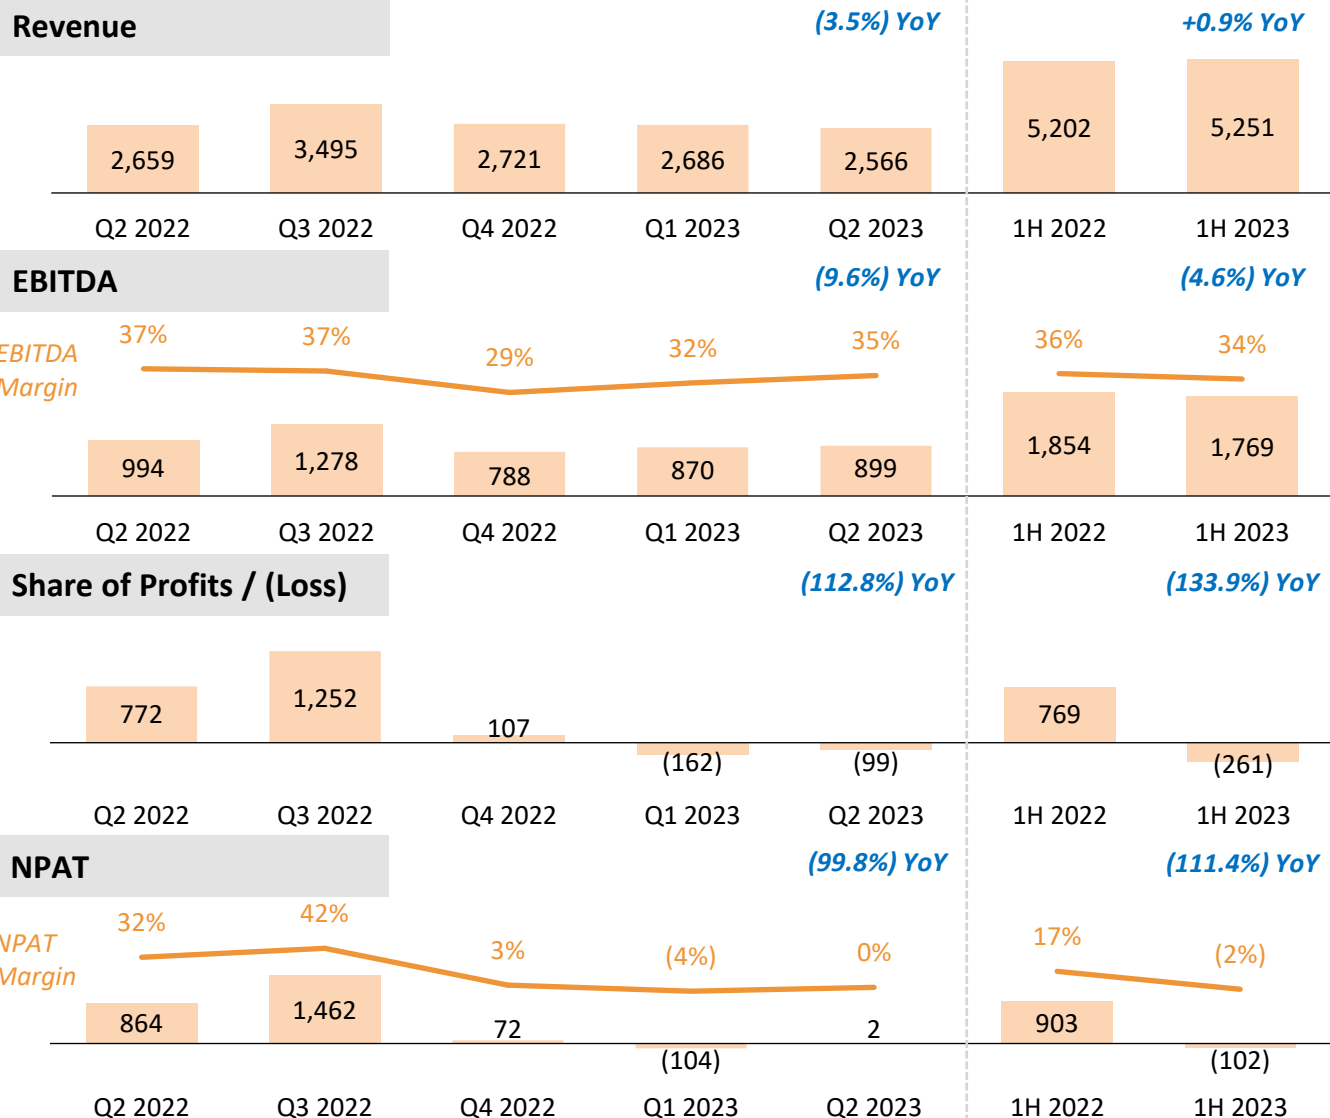 Revenue
(3.5%) YoY +0.9% YoY
2,659 3,495 2,721 2,686 2,566 5,202 5,251
Q2 2022 Q3 2022 Q4 2022 Q1 2023 Q2 2023 1H 2022 1H 2023
EBITDA
(9.6%) YoY (4.6%) YoY
EBITDA
Margin
37% 37% 29% 32% 35% 36% 34%
994 1,278 788 870 899 1,854 1,769
Q2 2022 Q3 2022 Q4 2022 Q1 2023 Q2 2023 1H 2022 1H 2023
Share of Profits / (Loss)
(112.8%) YoY (133.9%) YoY
772 1,252 107 (162) (99) 769 (261)
Q2 2022 Q3 2022 Q4 2022 Q1 2023 Q2 2023 1H 2022 1H 2023
NPAT
(99.8%) YoY (111.4%) YoY
NPAT
Margin
32% 42% 3% (4%) 0% 17% (2%)
864 1,462 72 (104) 2 903 (102)
Q2 2022 Q3 2022 Q4 2022 Q1 2023 Q2 2023 1H 2022 1H 2023